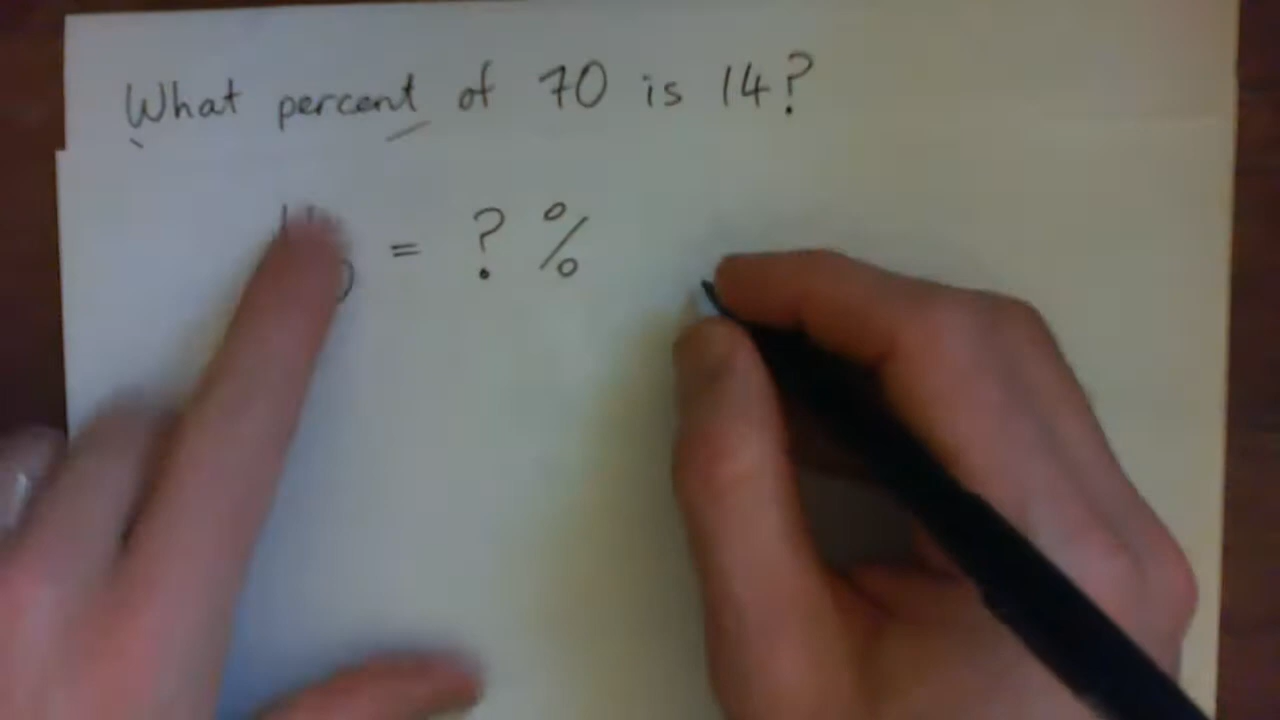 What percent of 70 is 14?
= ? %